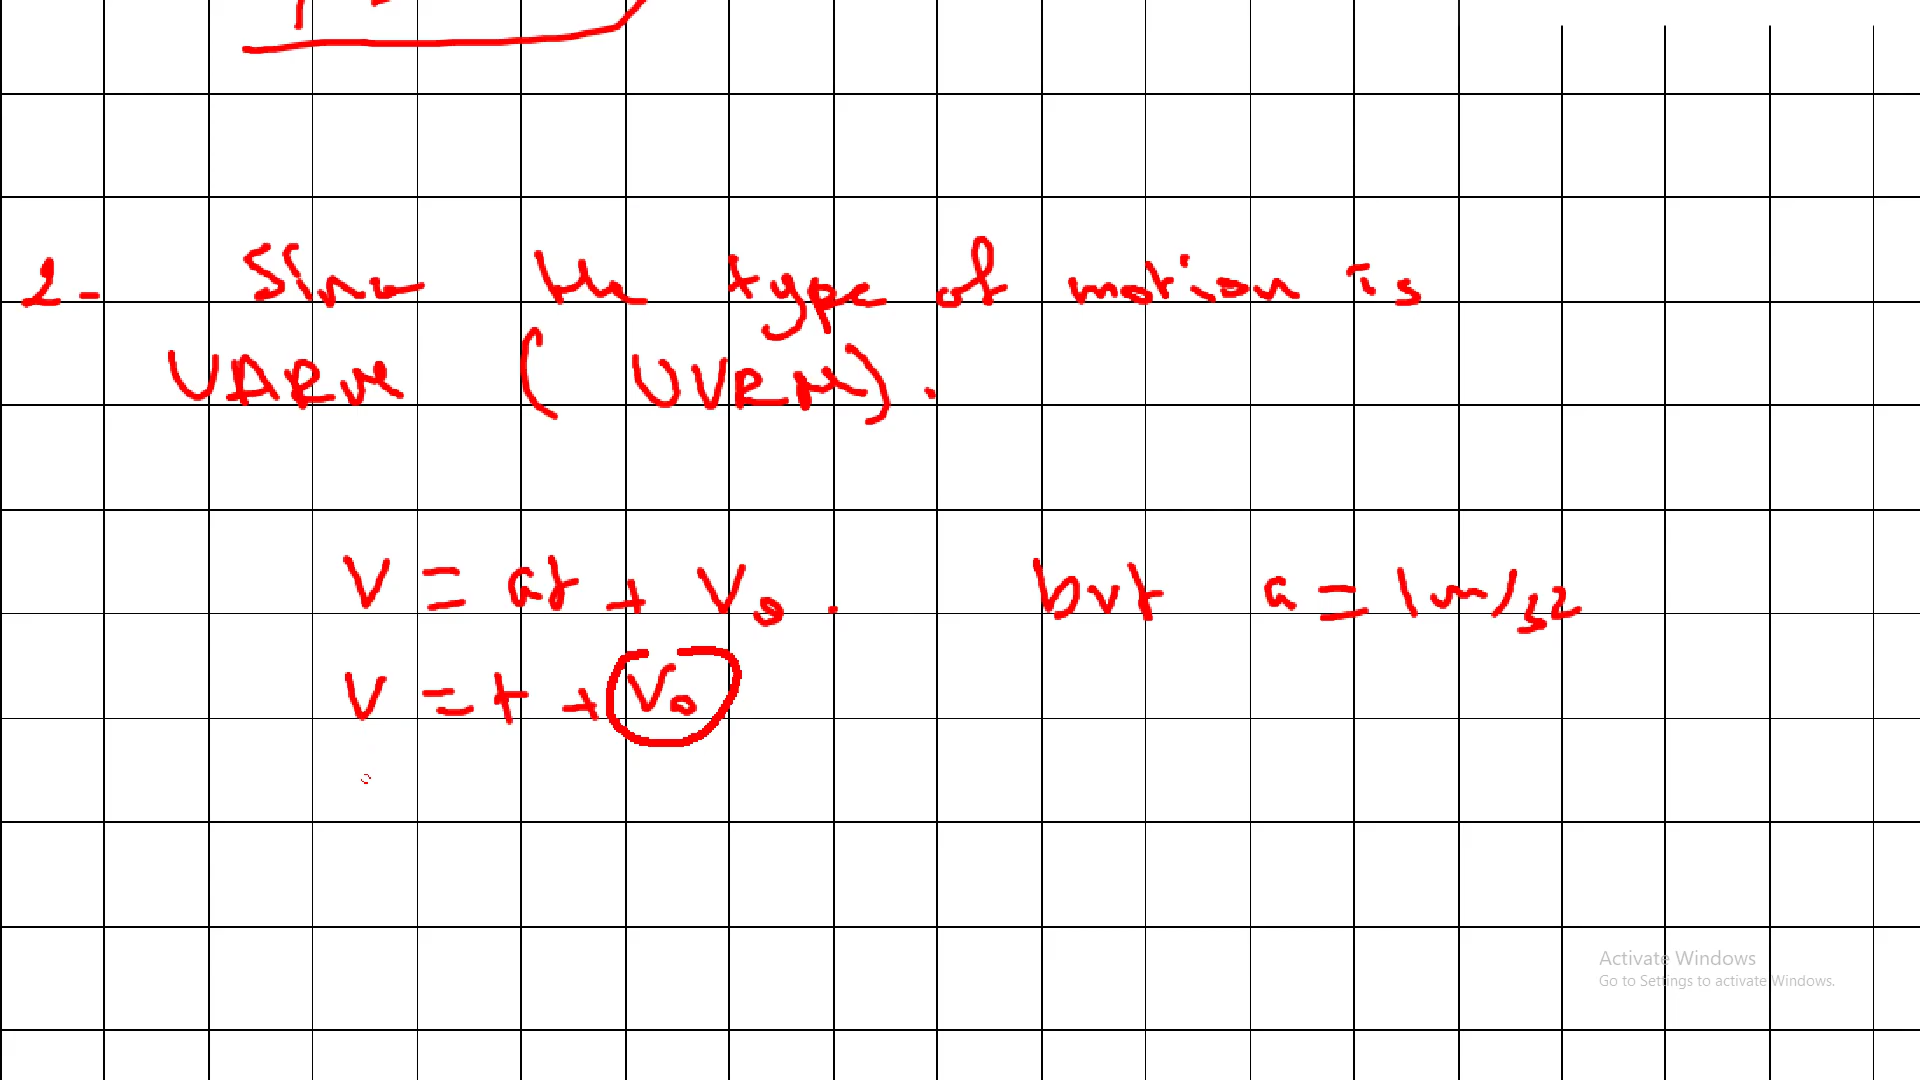 2- Since the type of motion is
UARM (UVRM).
V = at + V₀. but a = 1m/s2
V = t + V₀
Activate Windows
Go to Settings to activate Windows.